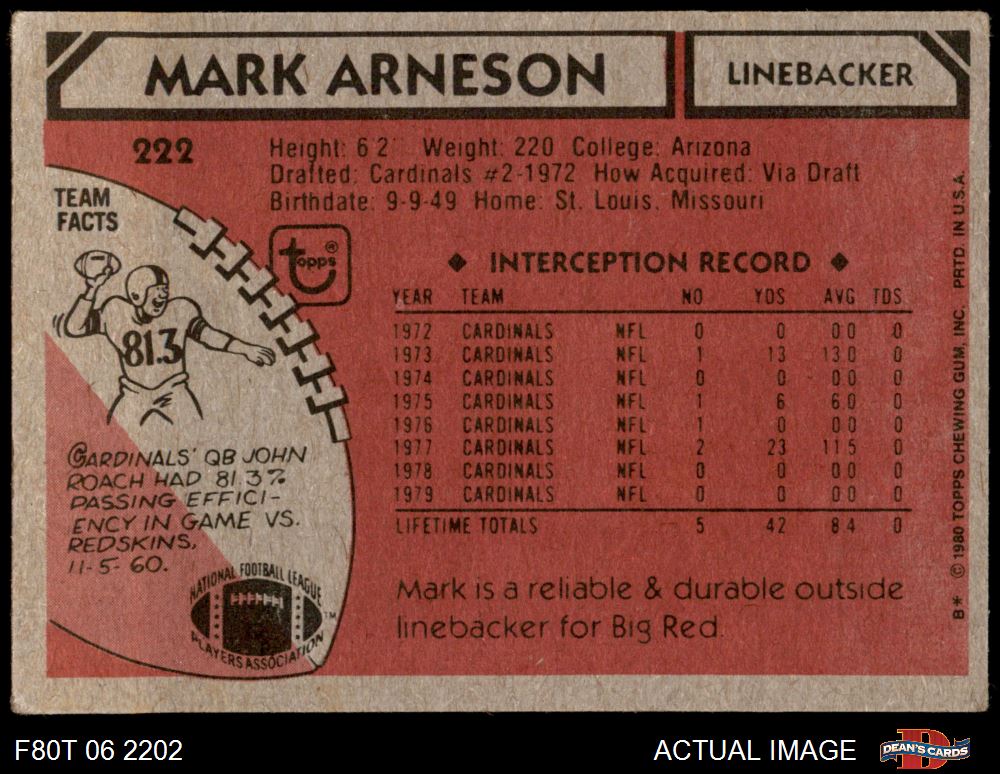 MARK ARNESON
LINEBACKER
222
Height: 6'2" Weight: 220 College: Arizona
Drafted: Cardinals #2-1972 How Acquired: Via Draft
Birthdate: 9-9-49 Home: St. Louis, Missouri
TEAM
FACTS
81.3
CARDINALS' QB JOHN
ROACH HAD 81.3%
PASSING EFFICI-
ENCY IN GAME VS.
REDSKINS,
11-5-60.
NATIONAL FOOTBALL LEAGUE
PLAYERS ASSOCIATION
TM
topps®
◆ INTERCEPTION RECORD ◆
YEAR TEAM NO YDS AVG TDS
1972 CARDINALS NFL 0 0 0.0 0
1973 CARDINALS NFL 1 13 13.0 0
1974 CARDINALS NFL 0 0 0.0 0
1975 CARDINALS NFL 1 6 6.0 0
1976 CARDINALS NFL 1 0 0.0 0
1977 CARDINALS NFL 2 23 11.5 0
1978 CARDINALS NFL 0 0 0.0 0
1979 CARDINALS NFL 0 0 0.0 0
LIFETIME TOTALS 5 42 8.4 0
Mark is a reliable & durable outside
linebacker for Big Red.
B* © 1980 TOPPS CHEWING GUM, INC. PRTD. IN U.S.A.
F80T 06 2202
ACTUAL IMAGE
DEAN'S CARDS